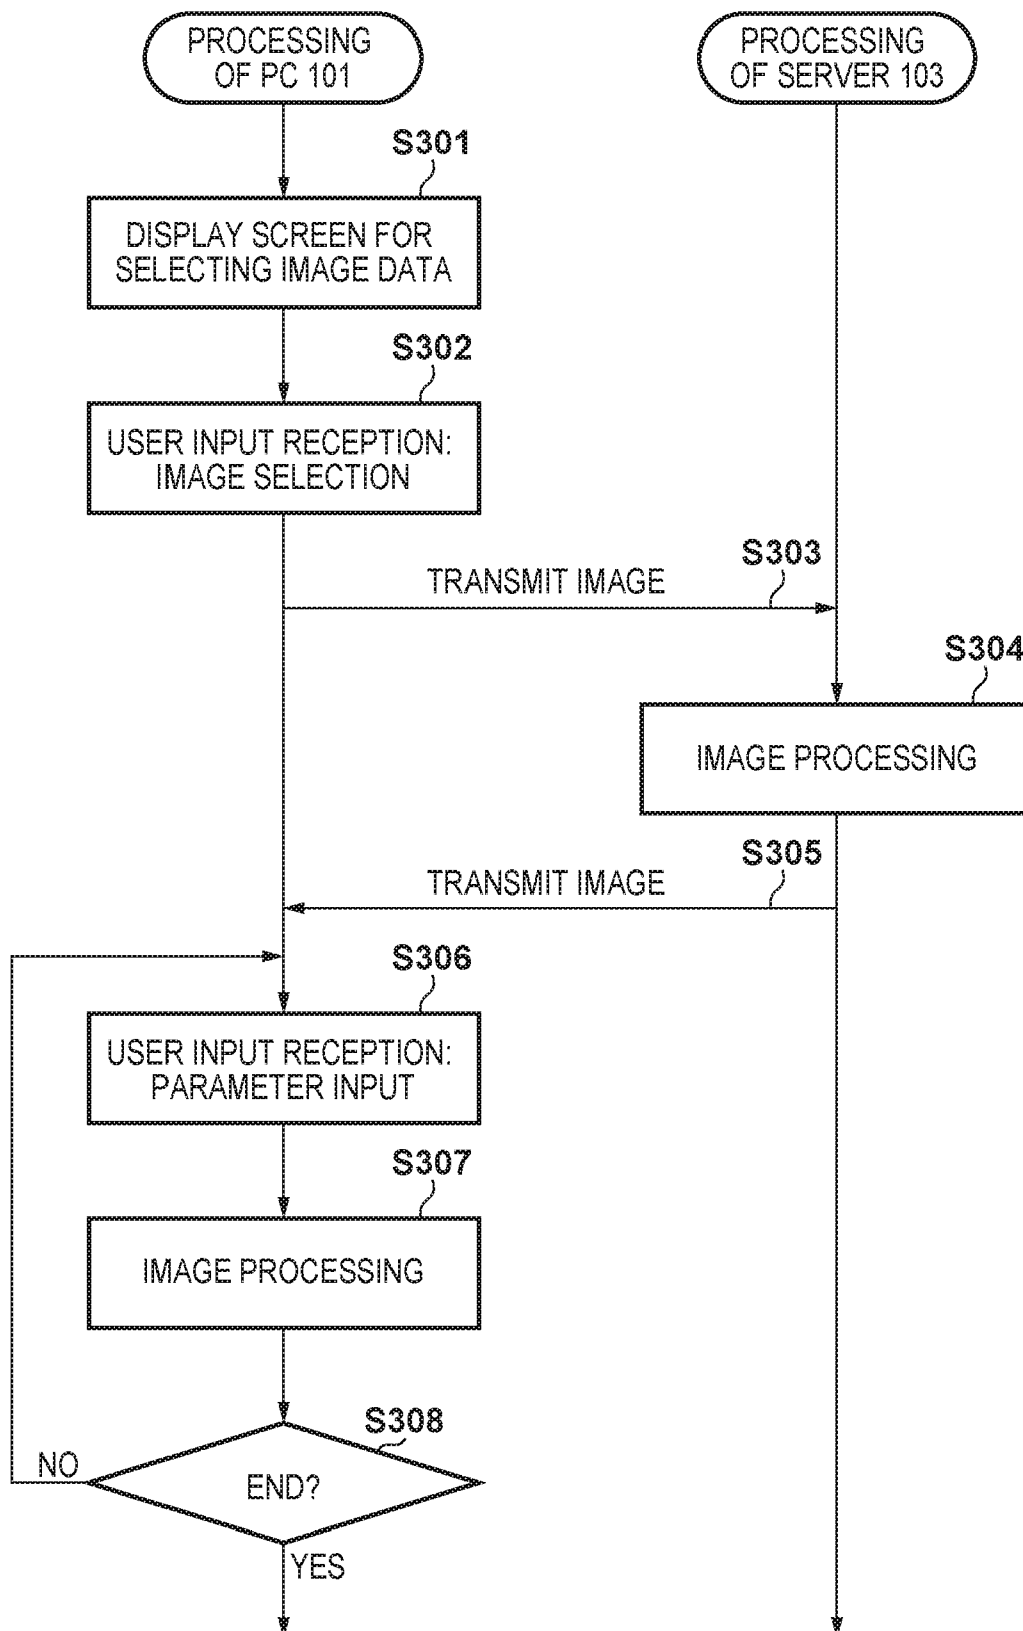 PROCESSING
OF PC 101
PROCESSING
OF SERVER 103
S301
DISPLAY SCREEN FOR
SELECTING IMAGE DATA
S302
USER INPUT RECEPTION:
IMAGE SELECTION
S303
TRANSMIT IMAGE
S304
IMAGE PROCESSING
S305
TRANSMIT IMAGE
S306
USER INPUT RECEPTION:
PARAMETER INPUT
S307
IMAGE PROCESSING
S308
NO
END?
YES